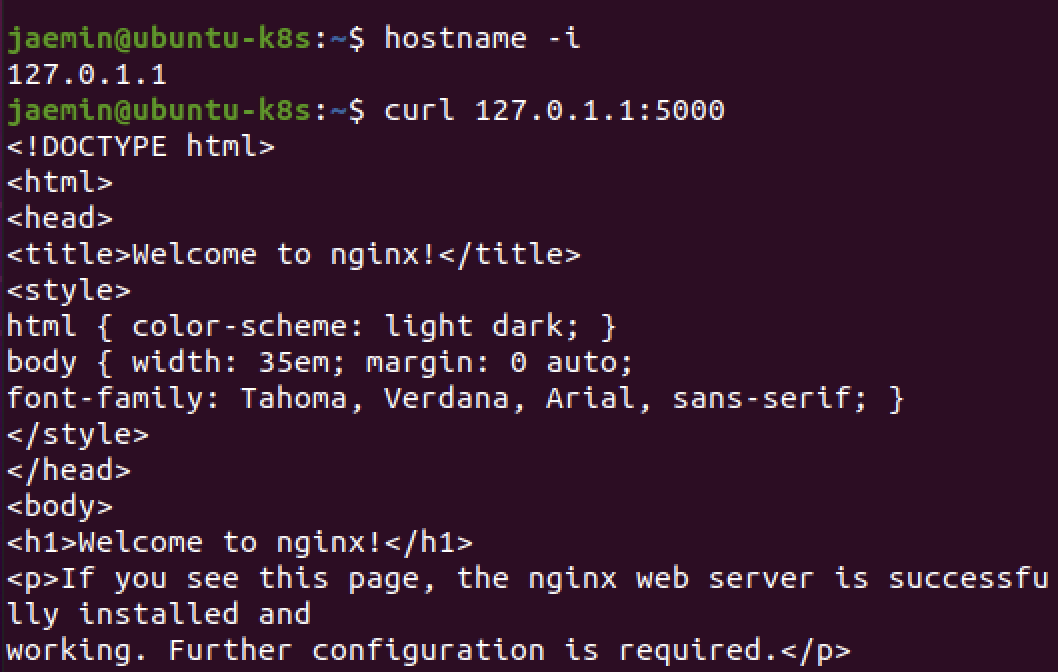 jaemin@ubuntu-k8s:~$ hostname -i
127.0.1.1
jaemin@ubuntu-k8s:~$ curl 127.0.1.1:5000
<!DOCTYPE html>
<html>
<head>
<title>Welcome to nginx!</title>
<style>
html { color-scheme: light dark; }
body { width: 35em; margin: 0 auto;
font-family: Tahoma, Verdana, Arial, sans-serif; }
</style>
</head>
<body>
<h1>Welcome to nginx!</h1>
<p>If you see this page, the nginx web server is successfu
lly installed and
working. Further configuration is required.</p>